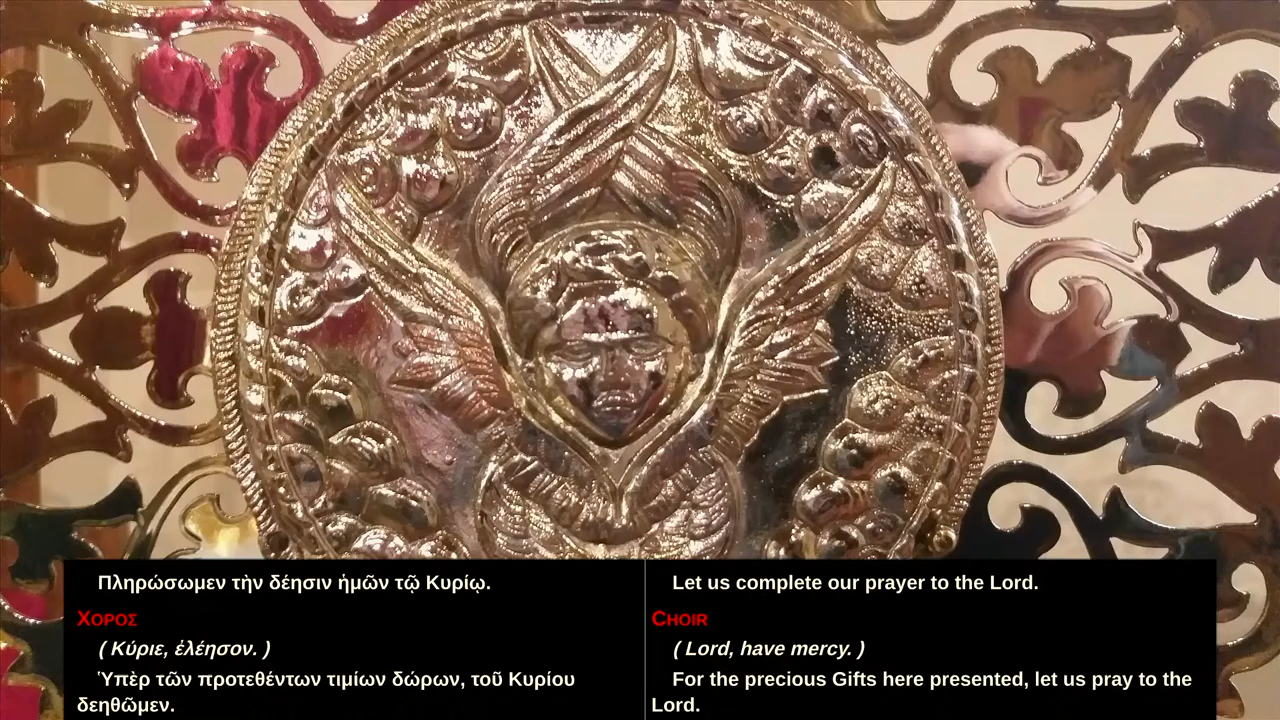 Πληρώσωμεν τὴν δέησιν ἡμῶν τῷ Κυρίῳ.
ΧΟΡΟΣ
( Κύριε, ἐλέησον. )
Ὑπὲρ τῶν προτεθέντων τιμίων δώρων, τοῦ Κυρίου
δεηθῶμεν.
Let us complete our prayer to the Lord.
CHOIR
( Lord, have mercy. )
For the precious Gifts here presented, let us pray to the
Lord.